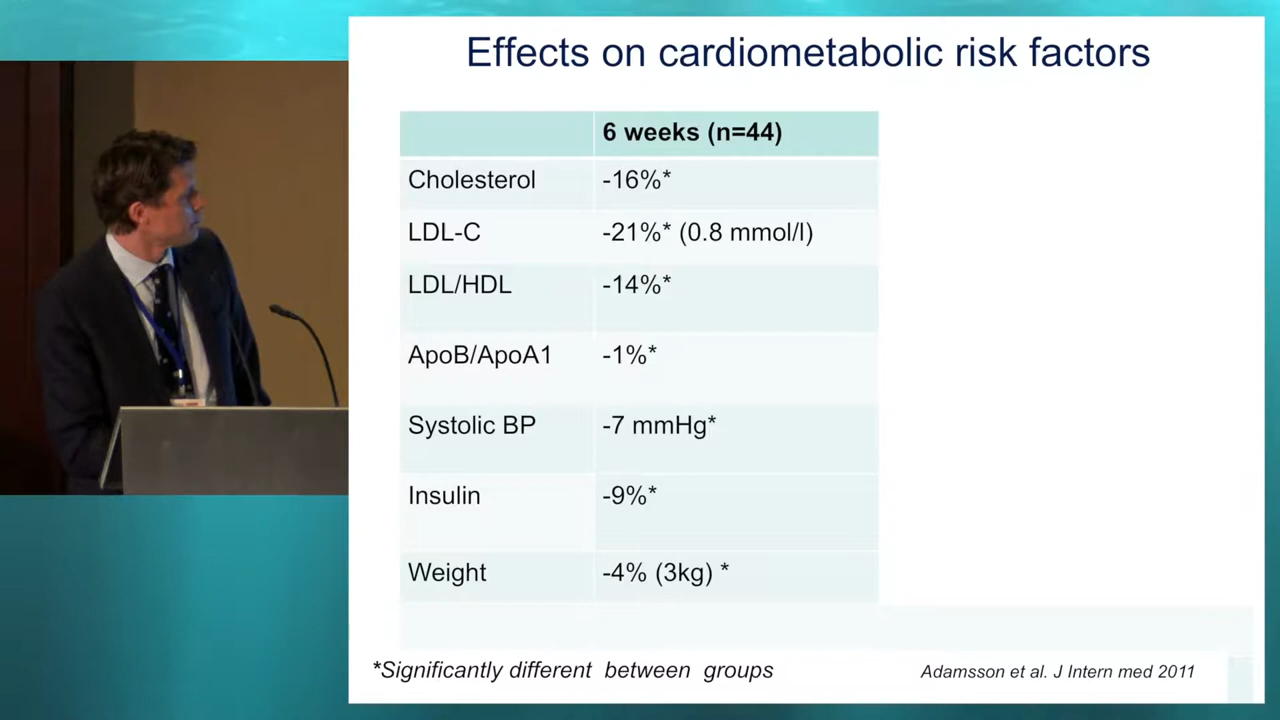 Effects on cardiometabolic risk factors
6 weeks (n=44)
Cholesterol -16%*
LDL-C -21%* (0.8 mmol/l)
LDL/HDL -14%*
ApoB/ApoA1 -1%*
Systolic BP -7 mmHg*
Insulin -9%*
Weight -4% (3kg) *
*Significantly different between groups
Adamsson et al. J Intern med 2011